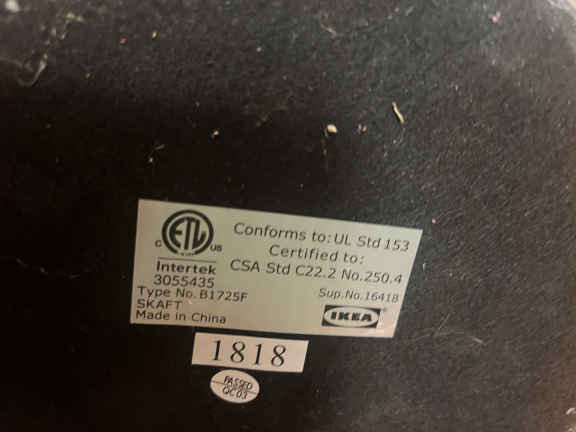 C ETL US
Intertek
3055435
Conforms to: UL Std 153
Certified to:
CSA Std C22.2 No.250.4
Type No. B1725F
SKAFT
Made in China
Sup.No.16418
IKEA
1818
PASSED
QC03